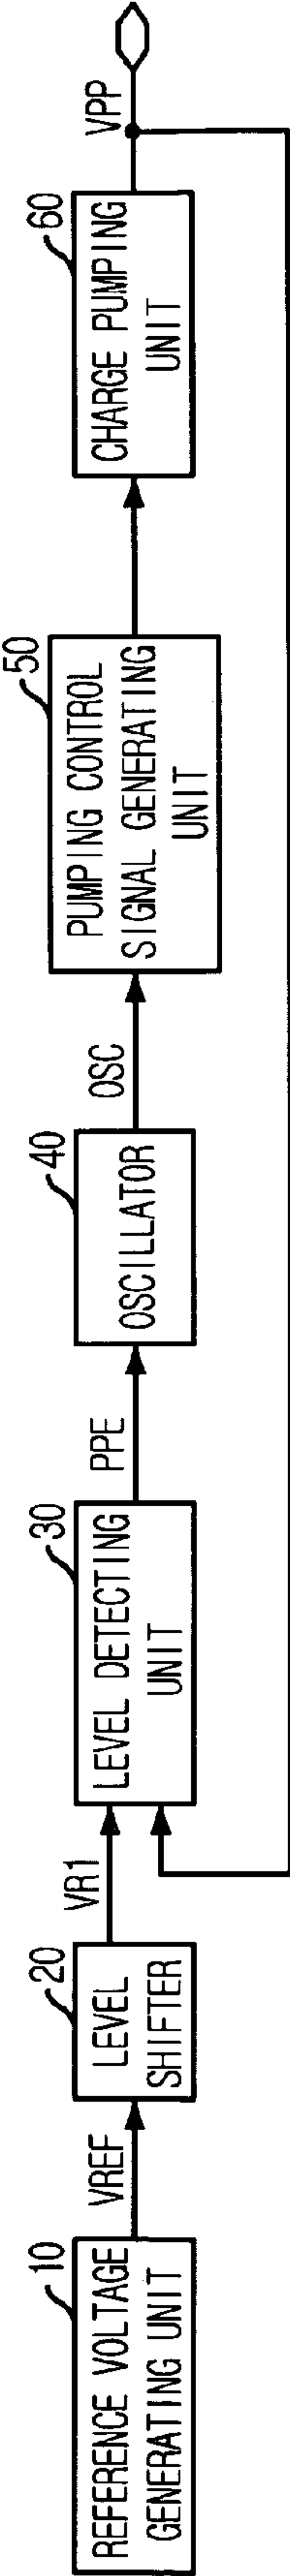 10
REFERENCE VOLTAGE
GENERATING UNIT
VREF
20
LEVEL
SHIFTER
VR1
30
LEVEL DETECTING
UNIT
PPE
40
OSCILLATOR
OSC
50
PUMPING CONTROL
SIGNAL GENERATING
UNIT
60
CHARGE PUMPING
UNIT
VPP